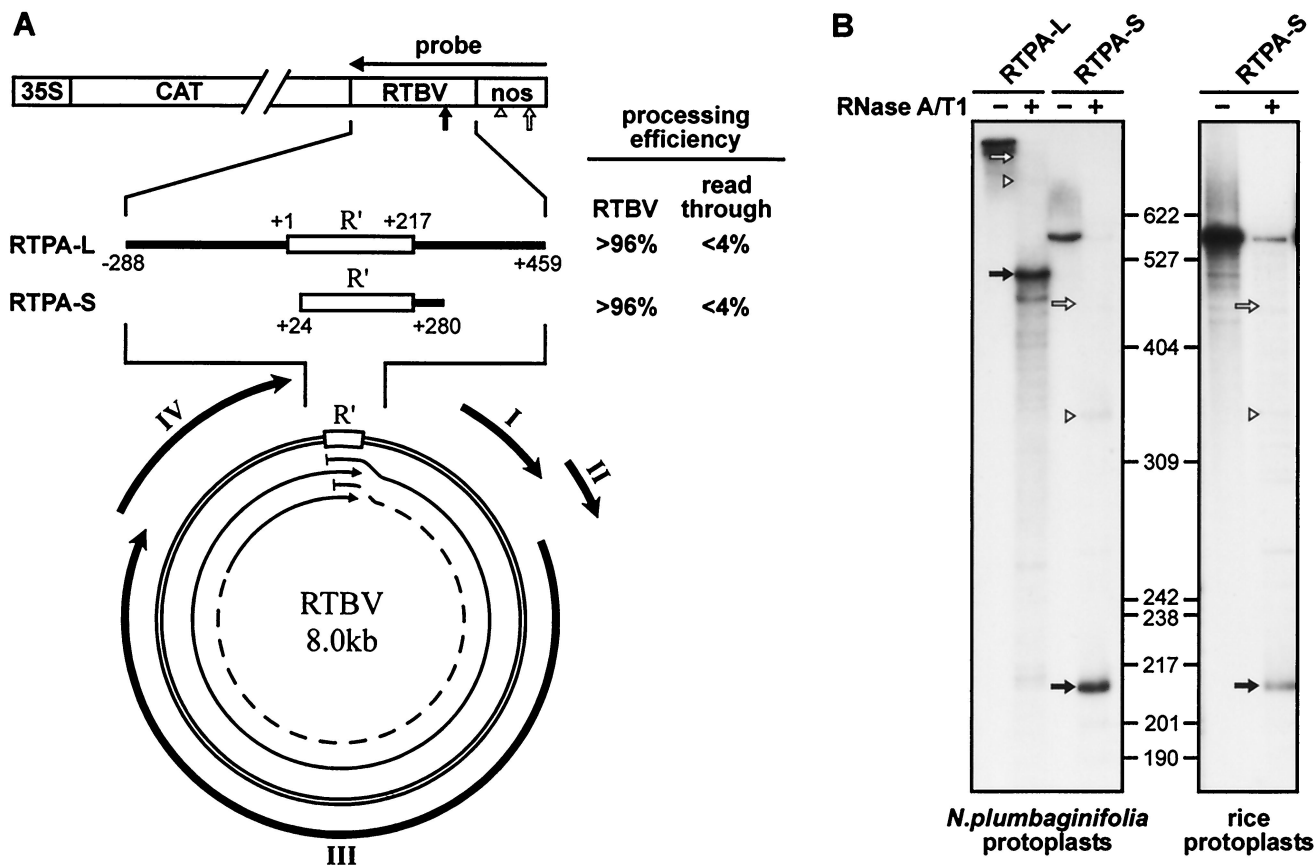 A
probe
35S CAT RTBV nos
processing
efficiency
RTBV
read
through
RTPA-L
+1 R' +217
-288 +459
>96% <4%
RTPA-S
R'
+24 +280
>96% <4%
IV
R'
I
II
RTBV
8.0kb
III
B
RTPA-L
RTPA-S
RTPA-S
RNase A/T1 − + − + − +
622
527
404
309
242
238
217
201
190
N.plumbaginifolia
protoplasts
rice
protoplasts